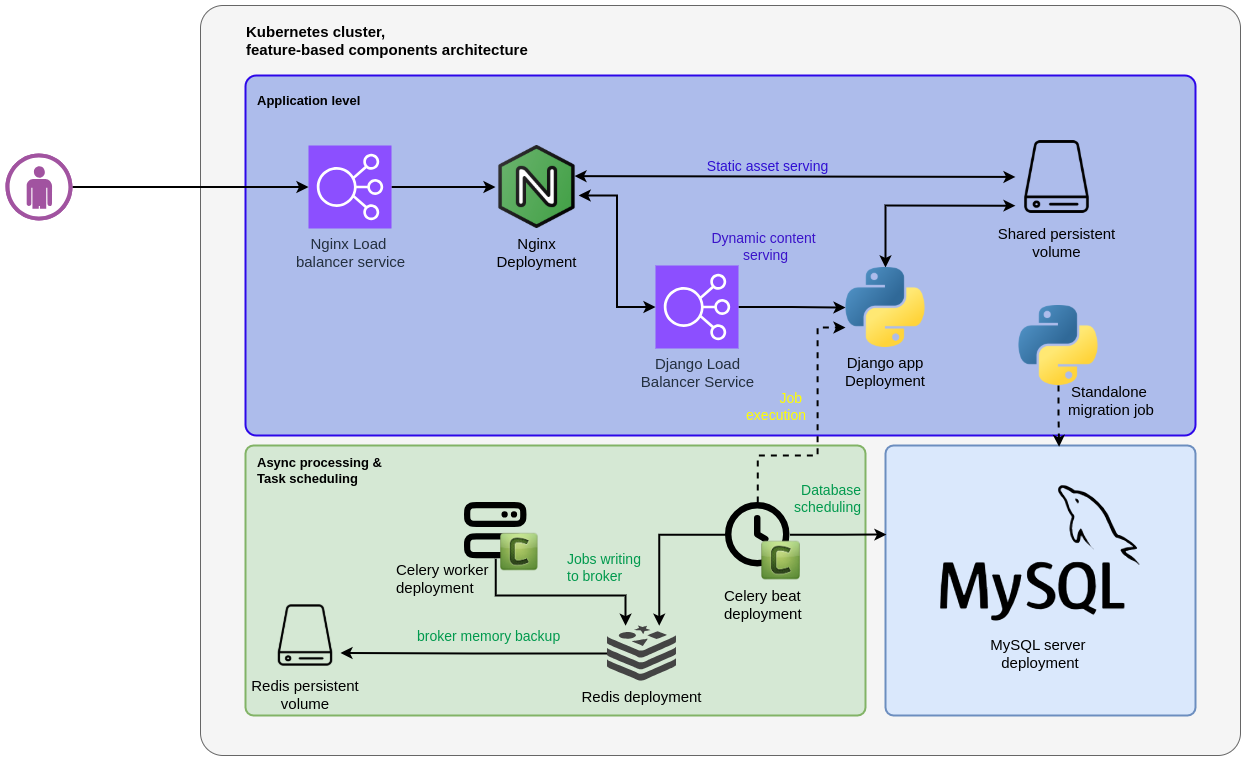 Kubernetes cluster,
feature-based components architecture
Application level
Nginx Load
balancer service
Nginx
Deployment
Static asset serving
Shared persistent
volume
Dynamic content
serving
Django Load
Balancer Service
Django app
Deployment
Standalone
migration job
Job
execution
Async processing &
Task scheduling
Celery worker
deployment
Jobs writing
to broker
Database
scheduling
Celery beat
deployment
broker memory backup
Redis persistent
volume
Redis deployment
MySQL
MySQL server
deployment